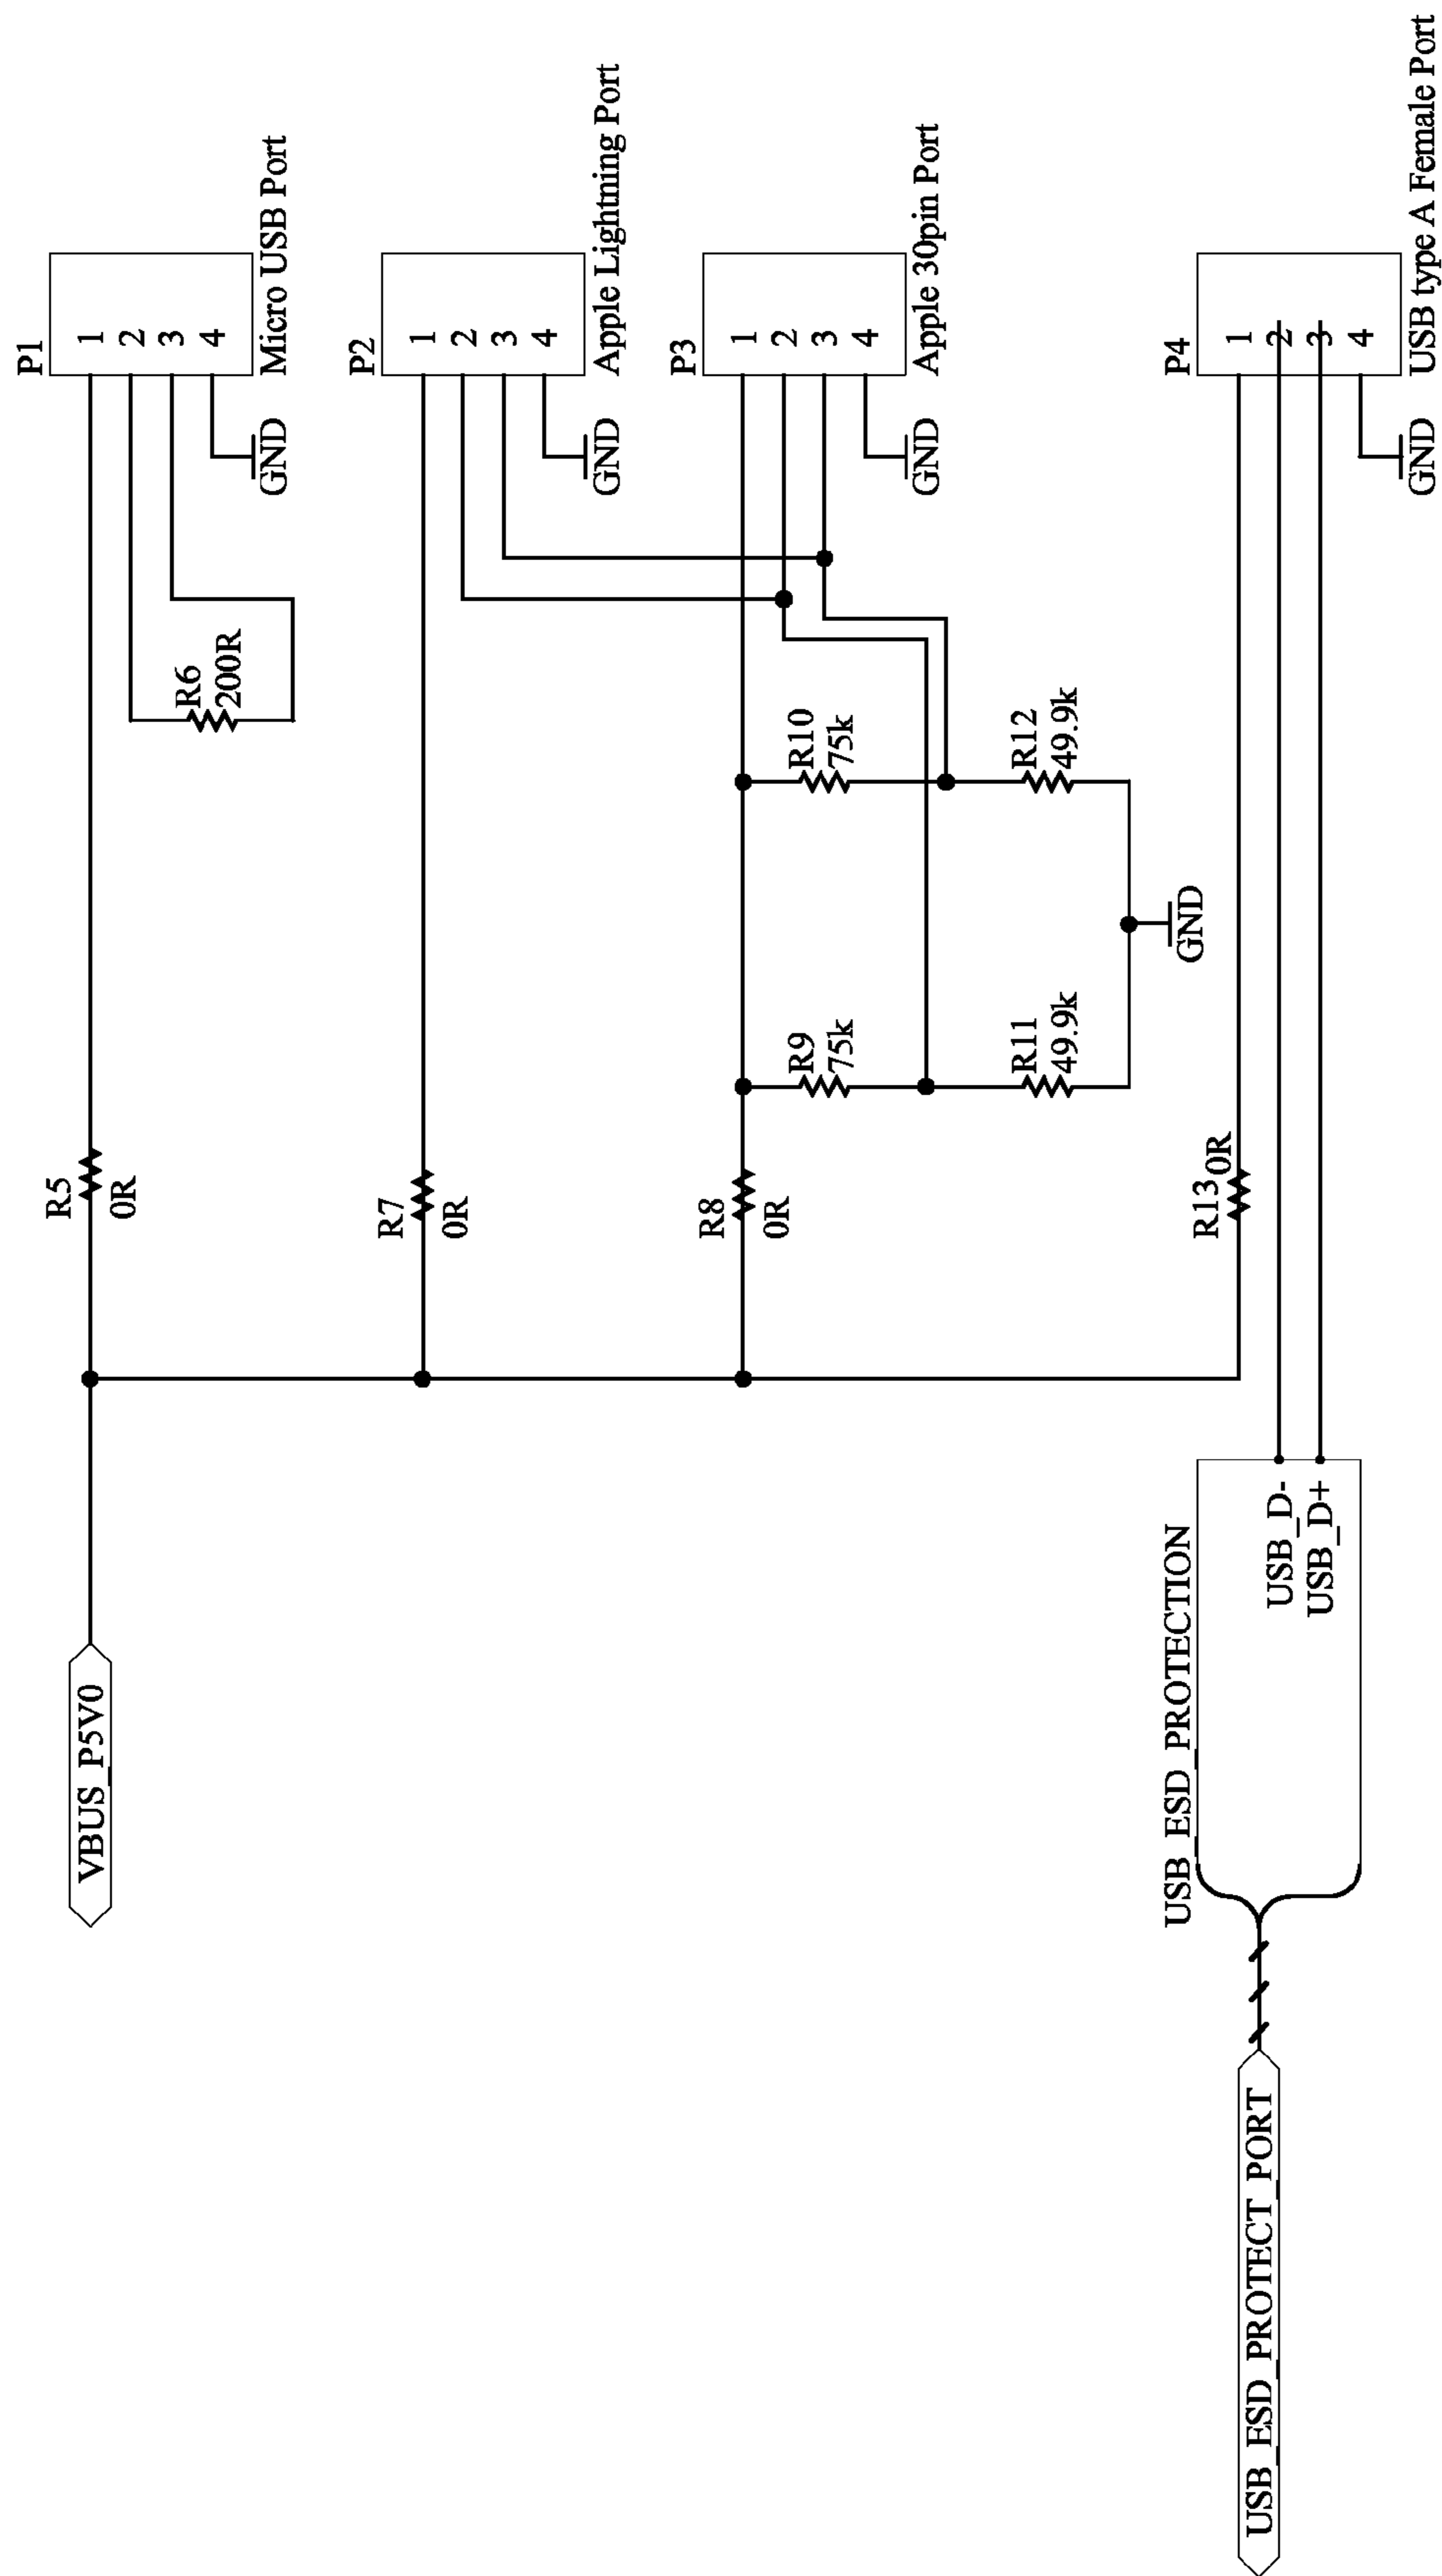 VBUS_P5V0
R5
0R
P1
1
2
3
4
Micro USB Port
GND
R6
200R
R7
0R
P2
1
2
3
4
Apple Lightning Port
GND
R8
0R
P3
1
2
3
4
Apple 30pin Port
GND
R9
75k
R10
75k
R11
49.9k
R12
49.9k
GND
R13
0R
P4
1
2
3
4
USB type A Female Port
GND
USB_ESD_PROTECTION
USB_D-
USB_D+
USB_ESD_PROTECT_PORT